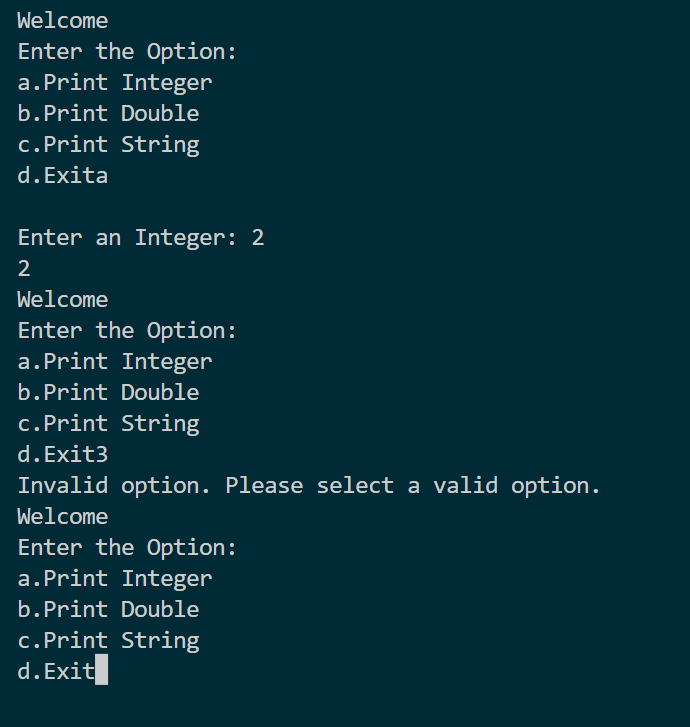 Welcome
Enter the Option:
a.Print Integer
b.Print Double
c.Print String
d.Exita

Enter an Integer: 2
2
Welcome
Enter the Option:
a.Print Integer
b.Print Double
c.Print String
d.Exit3
Invalid option. Please select a valid option.
Welcome
Enter the Option:
a.Print Integer
b.Print Double
c.Print String
d.Exit